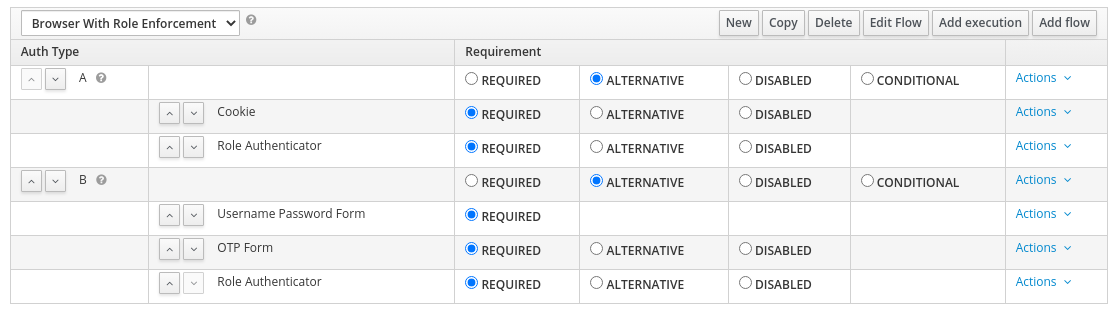 Browser With Role Enforcement New Copy Delete Edit Flow Add execution Add flow
Auth Type Requirement
A REQUIRED ALTERNATIVE DISABLED CONDITIONAL Actions
Cookie REQUIRED ALTERNATIVE DISABLED Actions
Role Authenticator REQUIRED ALTERNATIVE DISABLED Actions
B REQUIRED ALTERNATIVE DISABLED CONDITIONAL Actions
Username Password Form REQUIRED Actions
OTP Form REQUIRED ALTERNATIVE DISABLED Actions
Role Authenticator REQUIRED ALTERNATIVE DISABLED Actions